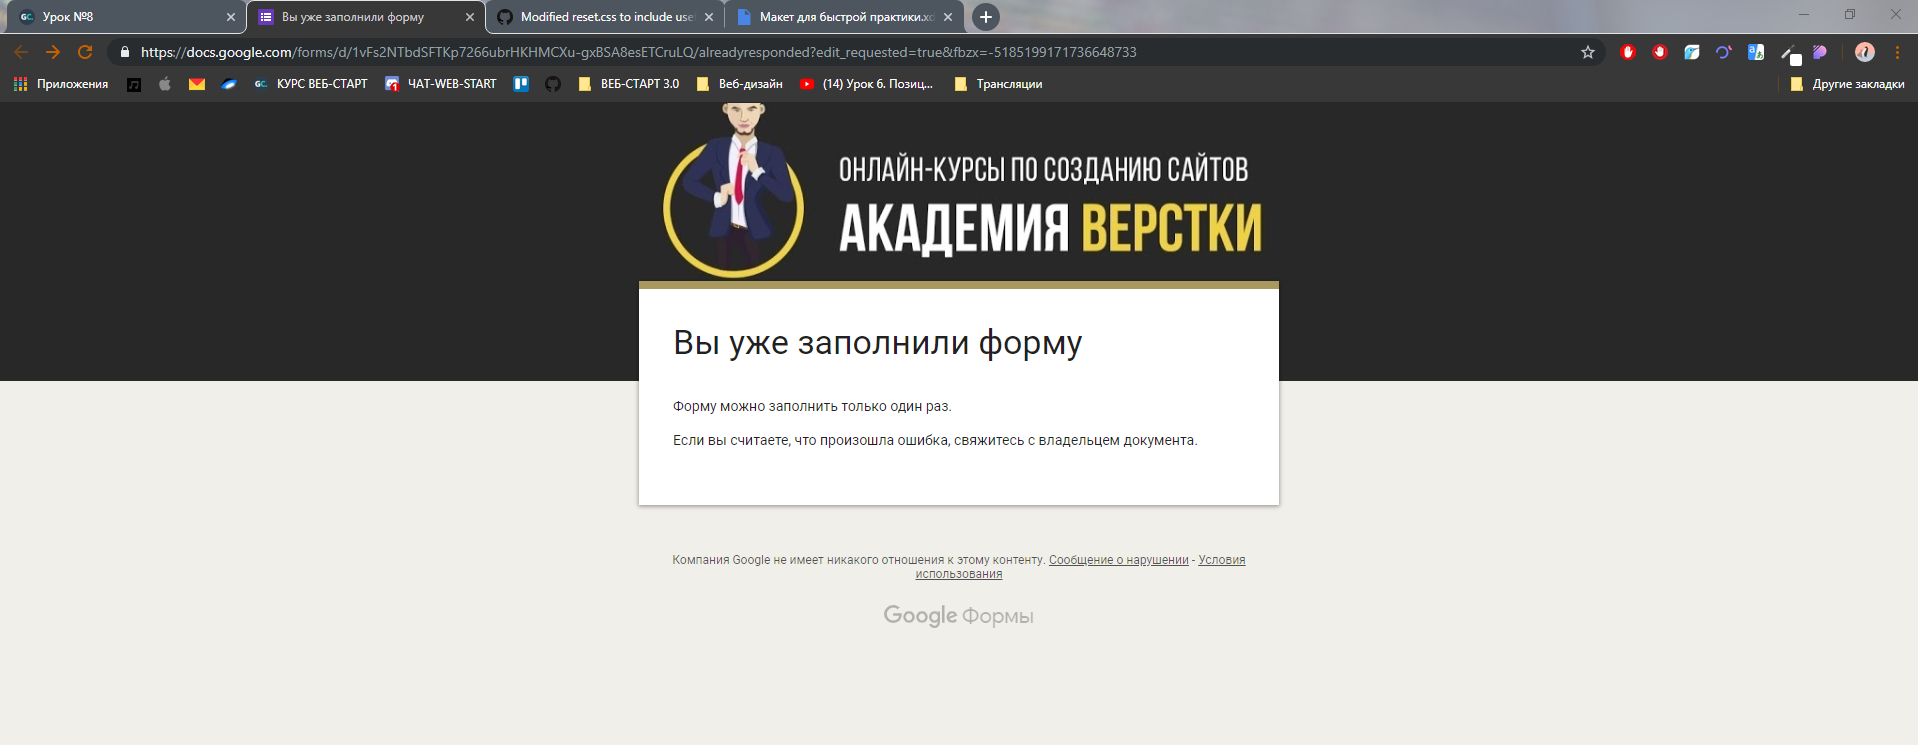 Урок №8
Вы уже заполнили форму
Modified reset.css to include use
Макет для быстрой практики.xd
https://docs.google.com/forms/d/1vFs2NTbdSFTKp7266ubrHKHMCXu-gxBSA8esETCruLQ/alreadyresponded?edit_requested=true&fbzx=-5185199171736648733
Приложения
GC.
КУРС ВЕБ-СТАРТ
ЧАТ-WEB-START
ВЕБ-СТАРТ 3.0
Веб-дизайн
(14) Урок 6. Позиц...
Трансляции
Другие закладки
ОНЛАЙН-КУРСЫ ПО СОЗДАНИЮ САЙТОВ
АКАДЕМИЯ ВЕРСТКИ
Вы уже заполнили форму
Форму можно заполнить только один раз.
Если вы считаете, что произошла ошибка, свяжитесь с владельцем документа.
Компания Google не имеет никакого отношения к этому контенту. Сообщение о нарушении - Условия
использования
Google Формы